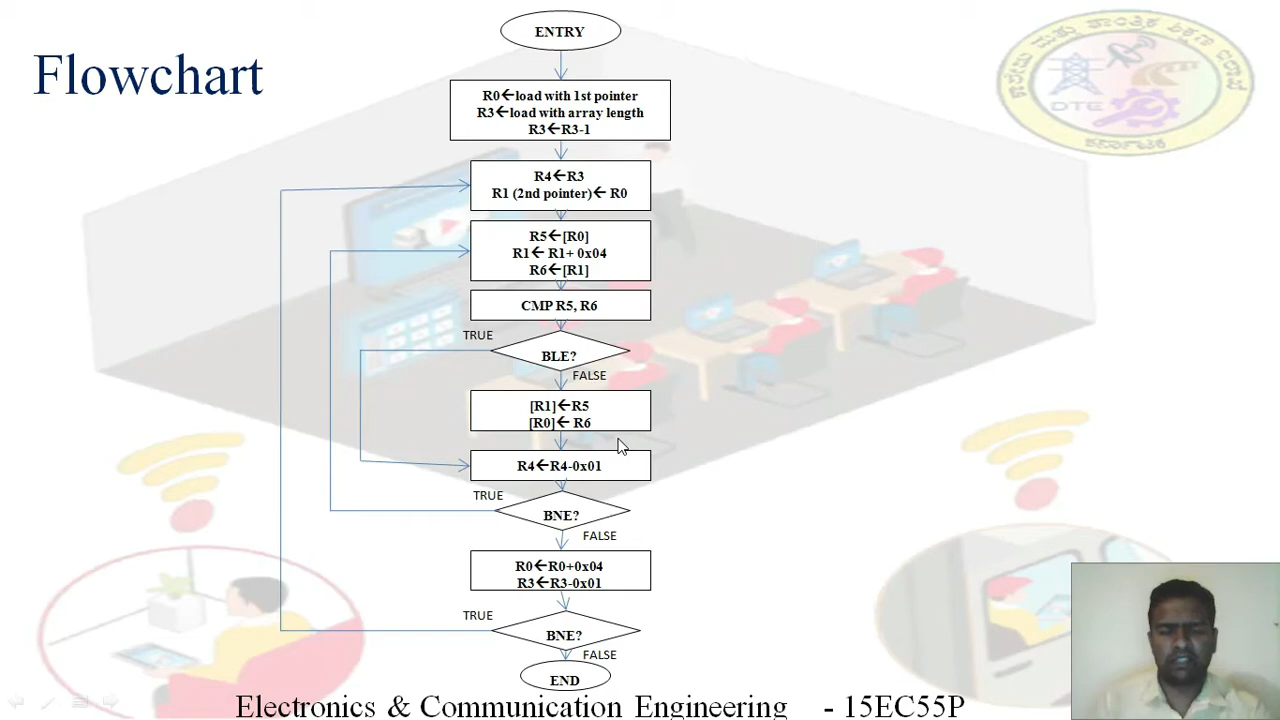 Flowchart
ENTRY
R0←load with 1st pointer
R3←load with array length
R3←R3-1
R4←R3
R1 (2nd pointer)← R0
R5←[R0]
R1← R1+ 0x04
R6←[R1]
CMP R5, R6
TRUE
BLE?
FALSE
[R1]←R5
[R0]← R6
R4←R4-0x01
TRUE
BNE?
FALSE
R0←R0+0x04
R3←R3-0x01
TRUE
BNE?
FALSE
END
DTE
ಕರ್ನಾಟಕ
Electronics & Communication Engineering - 15EC55P